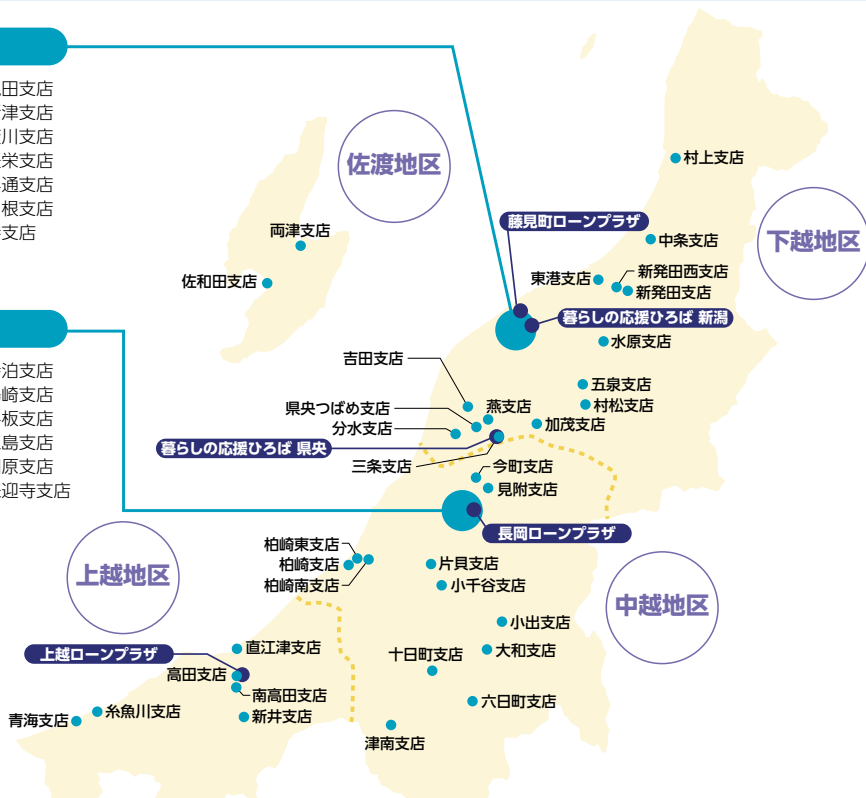 田支店
津支店
川支店
栄支店
通支店
根支店
支店
泊支店
崎支店
板支店
島支店
原支店
迎寺支店
佐渡地区
両津支店
佐和田支店
下越地区
村上支店
藤見町ローンプラザ
中条支店
東港支店
新発田西支店
新発田支店
暮らしの応援ひろば 新潟
水原支店
吉田支店
五泉支店
県央つばめ支店
燕支店
村松支店
分水支店
加茂支店
暮らしの応援ひろば 県央
三条支店
今町支店
見附支店
長岡ローンプラザ
中越地区
柏崎東支店
柏崎支店
柏崎南支店
片貝支店
小千谷支店
小出支店
十日町支店
大和支店
六日町支店
津南支店
上越地区
直江津支店
上越ローンプラザ
高田支店
南高田支店
新井支店
糸魚川支店
青海支店